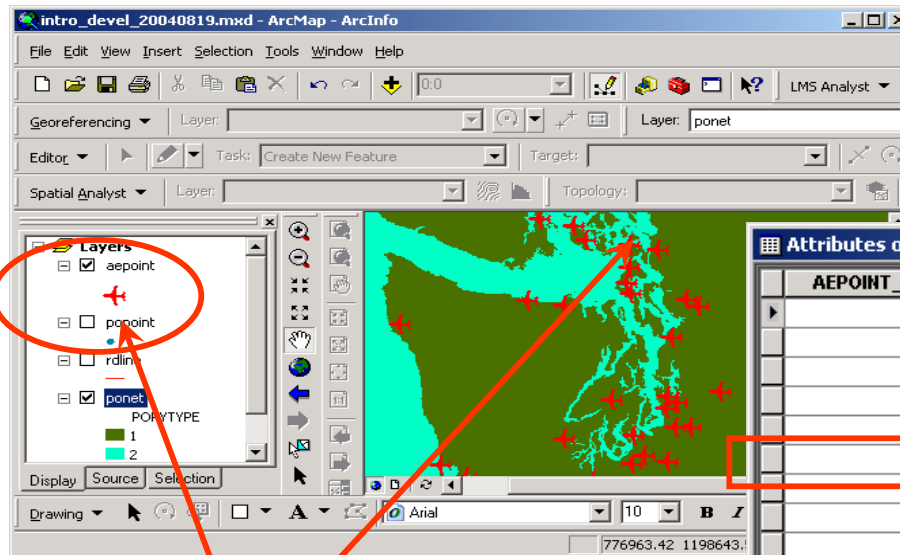 intro_devel_20040819.mxd - ArcMap - ArcInfo
File Edit View Insert Selection Tools Window Help
0:0
LMS Analyst
Georeferencing Layer: Layer: ponet
Editor Task: Create New Feature Target:
Spatial Analyst Layer: Topology:
Layers
aepoint
popoint
rdline
ponet
POPYTYPE
1
2
Display Source Selection
Attributes o
AEPOINT_
1:1
Drawing A Arial 10 B I
776963.42 1198643.